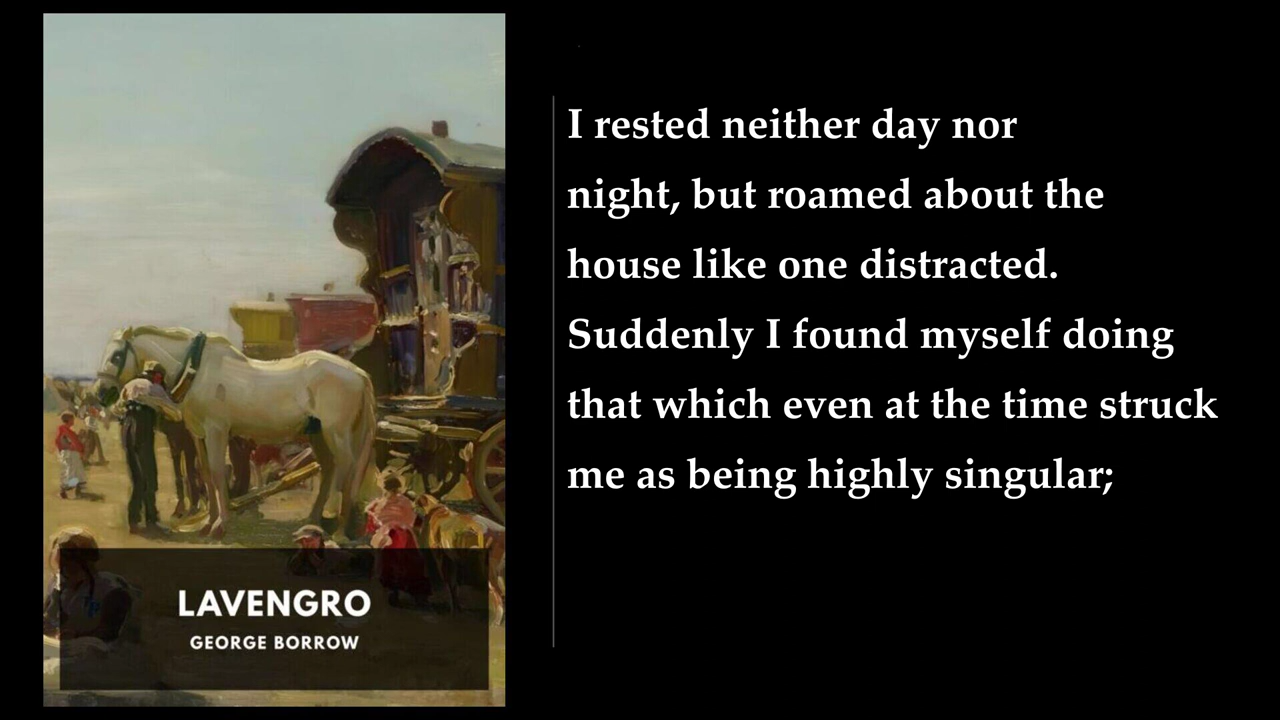 I rested neither day nor
night, but roamed about the
house like one distracted.
Suddenly I found myself doing
that which even at the time struck
me as being highly singular;
LAVENGRO
GEORGE BORROW